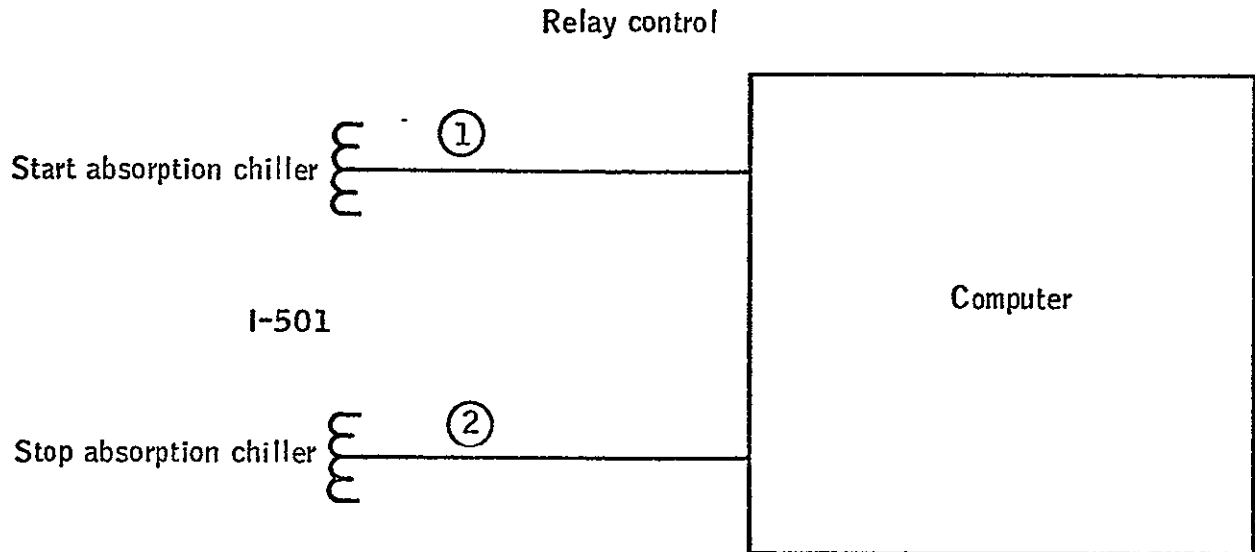 Relay control
1
Start absorption chiller
Computer
I-501
2
Stop absorption chiller